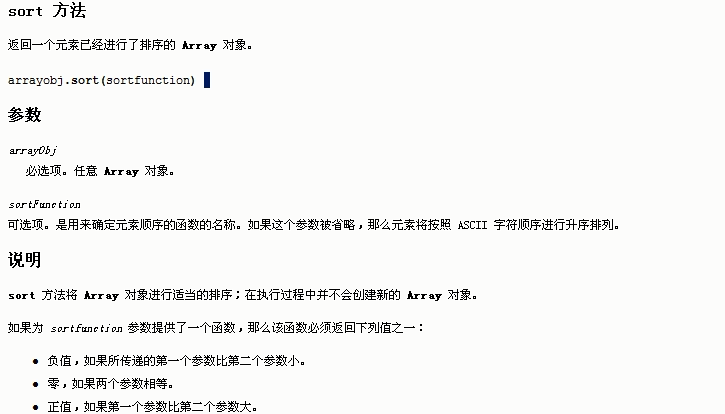 sort 方法
返回一个元素已经进行了排序的 Array 对象。
arrayobj.sort(sortfunction)
参数
arrayObj
必选项。任意 Array 对象。
sortFunction
可选项。是用来确定元素顺序的函数的名称。如果这个参数被省略，那么元素将按照 ASCII 字符顺序进行升序排列。
说明
sort 方法将 Array 对象进行适当的排序；在执行过程中并不会创建新的 Array 对象。
如果为 sortfunction 参数提供了一个函数，那么该函数必须返回下列值之一：
● 负值，如果所传递的第一个参数比第二个参数小。
● 零，如果两个参数相等。
● 正值，如果第一个参数比第二个参数大。